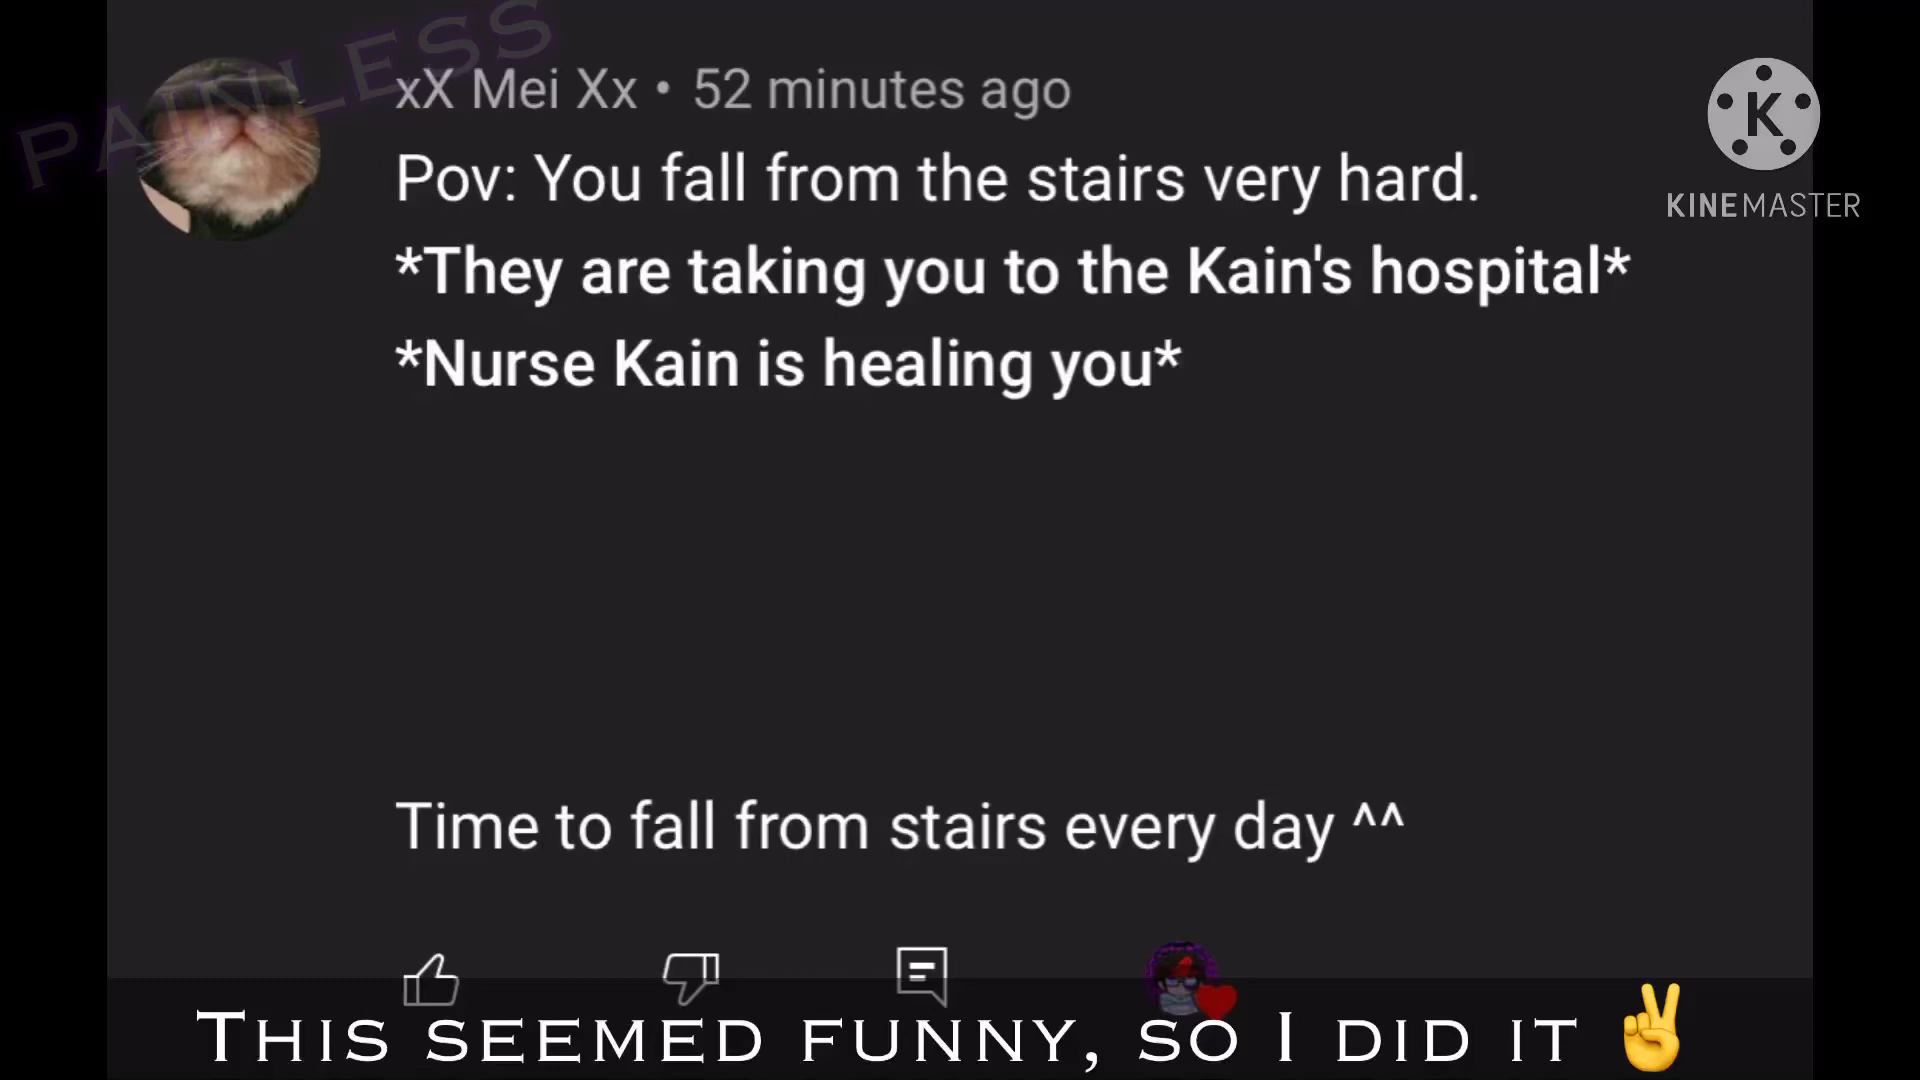 PAINLESS
xX Mei Xx • 52 minutes ago
K
KINEMASTER
Pov: You fall from the stairs very hard.
*They are taking you to the Kain's hospital*
*Nurse Kain is healing you*
Time to fall from stairs every day ^^
THIS SEEMED FUNNY, SO I DID IT ✌️